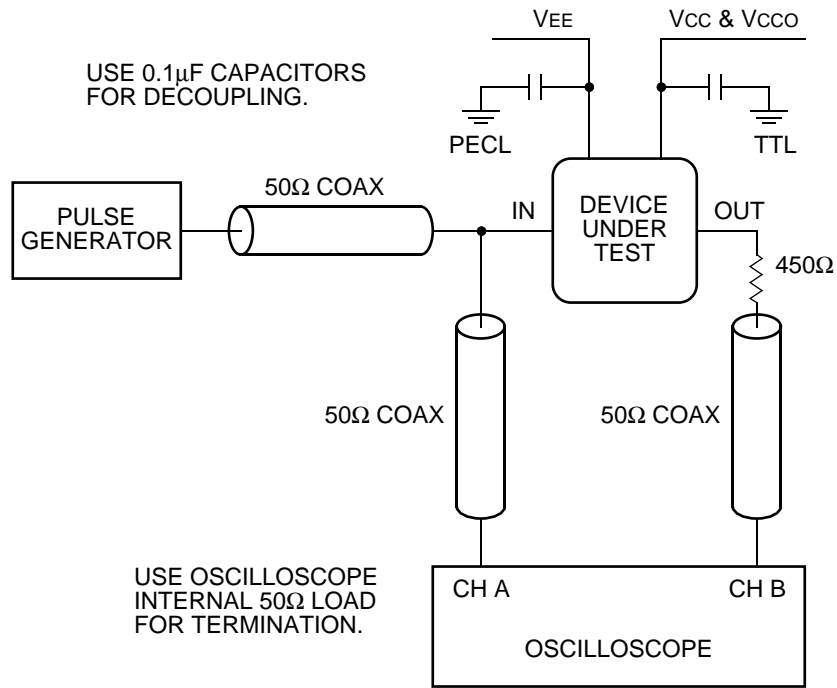 VEE
VCC & VCCO
USE 0.1μF CAPACITORS
FOR DECOUPLING.
PECL
TTL
50Ω COAX
PULSE
GENERATOR
IN
DEVICE
UNDER
TEST
OUT
450Ω
50Ω COAX
50Ω COAX
USE OSCILLOSCOPE
INTERNAL 50Ω LOAD
FOR TERMINATION.
CH A
CH B
OSCILLOSCOPE